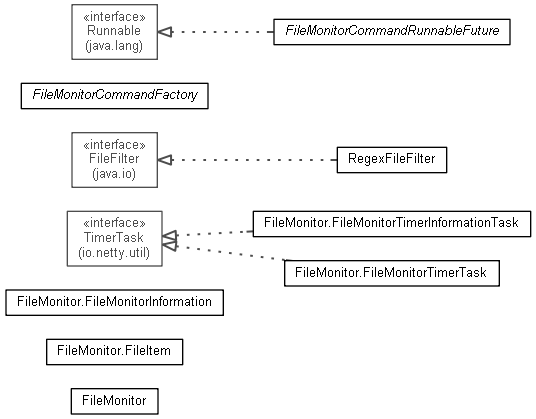 «interface»
Runnable
(java.lang)
FileMonitorCommandRunnableFuture
FileMonitorCommandFactory
«interface»
FileFilter
(java.io)
RegexFileFilter
«interface»
TimerTask
(io.netty.util)
FileMonitor.FileMonitorTimerInformationTask
FileMonitor.FileMonitorTimerTask
FileMonitor.FileMonitorInformation
FileMonitor.FileItem
FileMonitor